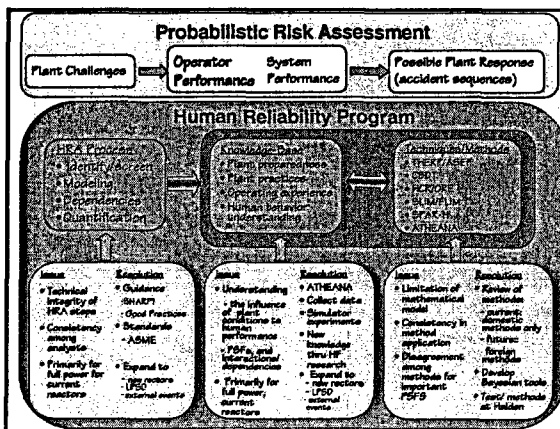 Probabilistic Risk Assessment
Plant Challenges
Operator
Performance
System
Performance
Possible Plant Response
(accident sequences)
Human Reliability Program
HRA Process
• Identify/Screen
• Modeling
• Dependencies
• Quantification
Knowledge Base
• Plant preparedness
• Plant practices
• Operating experience
• Human behavior
understanding
Techniques/Methods
• THERP/ASEP
• CBDT
• HCR/ORE
• SLIM/FLIM
• SPAR-H
• ATHEANA
Issue
• Technical
integrity of
HRA steps
• Consistency
among
analysts
• Primarily for
full power for
current
reactors
Resolution
• Guidance
- SHARP1
- Good Practices
• Standards
- ASME
Expand to
- new rectors
- LPSD
- external events
Issue
• Understanding
- the influence
of plant
conditions to
human
performance
- PSFs, and
interactions/
dependencies
• Primarily for
full power,
current
reactors
Resolution
• ATHEANA
• Collect data
• Simulator
experiments
• New
knowledge
thru HF
research
• Expand to
- new rectors
- LPSD
- external
events
Issue
• Limitation of
mathematical
model
• Consistency in
method
application
• Disagreement
among
methods for
important
PSFS
Resolution
• Review of
methods:
- current:
domestic
methods only
- future:
foreign
methods
• Develop
Bayesian tools
• Test/ methods
at Halden